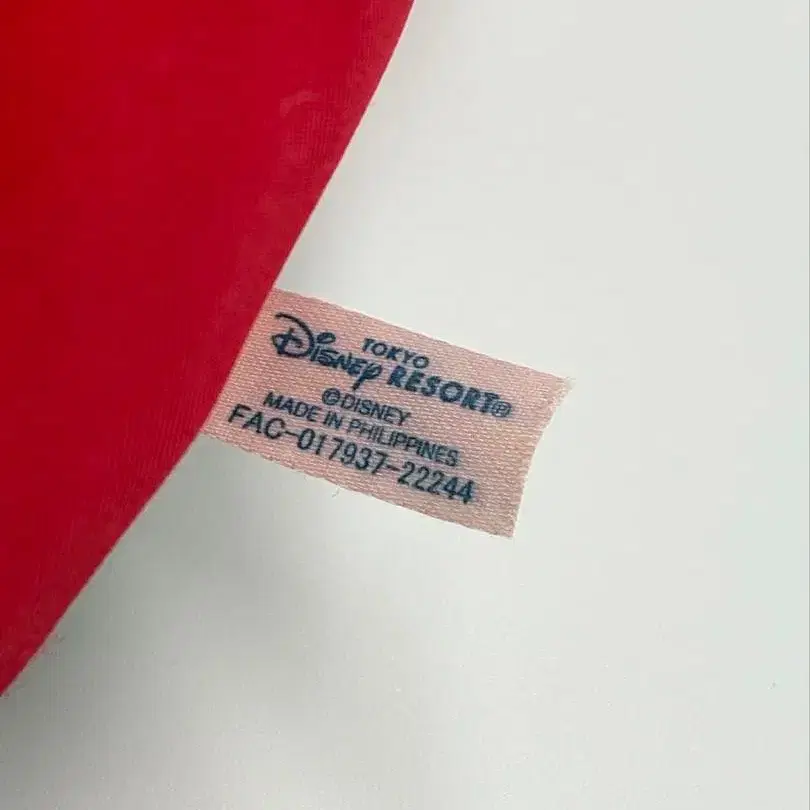 TOKYO
Disney RESORT®
©DISNEY
MADE IN PHILIPPINES
FAC-017937-22244